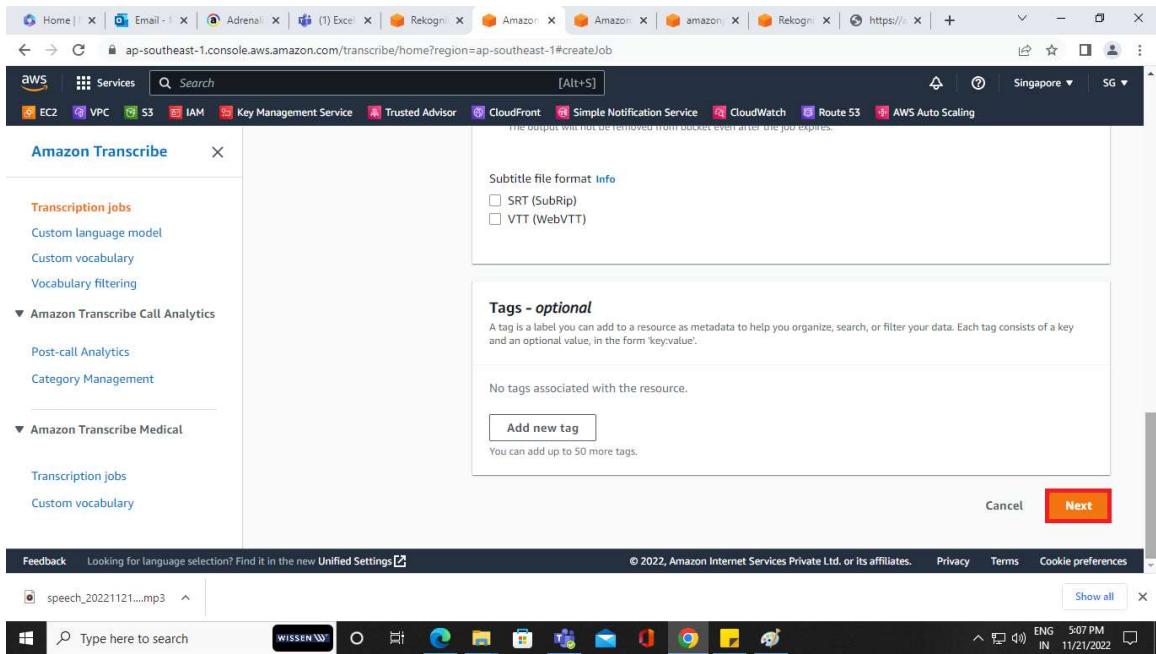 Home |
Email -
Adrenali
(1) Excel
Rekogni
Amazon
Amazon
amazon
Rekogni
https://
ap-southeast-1.console.aws.amazon.com/transcribe/home?region=ap-southeast-1#createJob
aws
Services
Search
[Alt+S]
Singapore ▼
SG ▼
EC2
VPC
S3
IAM
Key Management Service
Trusted Advisor
CloudFront
Simple Notification Service
CloudWatch
Route 53
AWS Auto Scaling
Amazon Transcribe
Transcription jobs
Custom language model
Custom vocabulary
Vocabulary filtering
▼ Amazon Transcribe Call Analytics
Post-call Analytics
Category Management
▼ Amazon Transcribe Medical
Transcription jobs
Custom vocabulary
The output will not be removed from bucket even after the job expires.
Subtitle file format Info
SRT (SubRip)
VTT (WebVTT)
Tags - optional
A tag is a label you can add to a resource as metadata to help you organize, search, or filter your data. Each tag consists of a key
and an optional value, in the form 'key:value'.
No tags associated with the resource.
Add new tag
You can add up to 50 more tags.
Cancel
Next
Feedback
Looking for language selection? Find it in the new Unified Settings
© 2022, Amazon Internet Services Private Ltd. or its affiliates.
Privacy
Terms
Cookie preferences
speech_20221121....mp3
Show all
Type here to search
WISSEN
ENG
IN
5:07 PM
11/21/2022